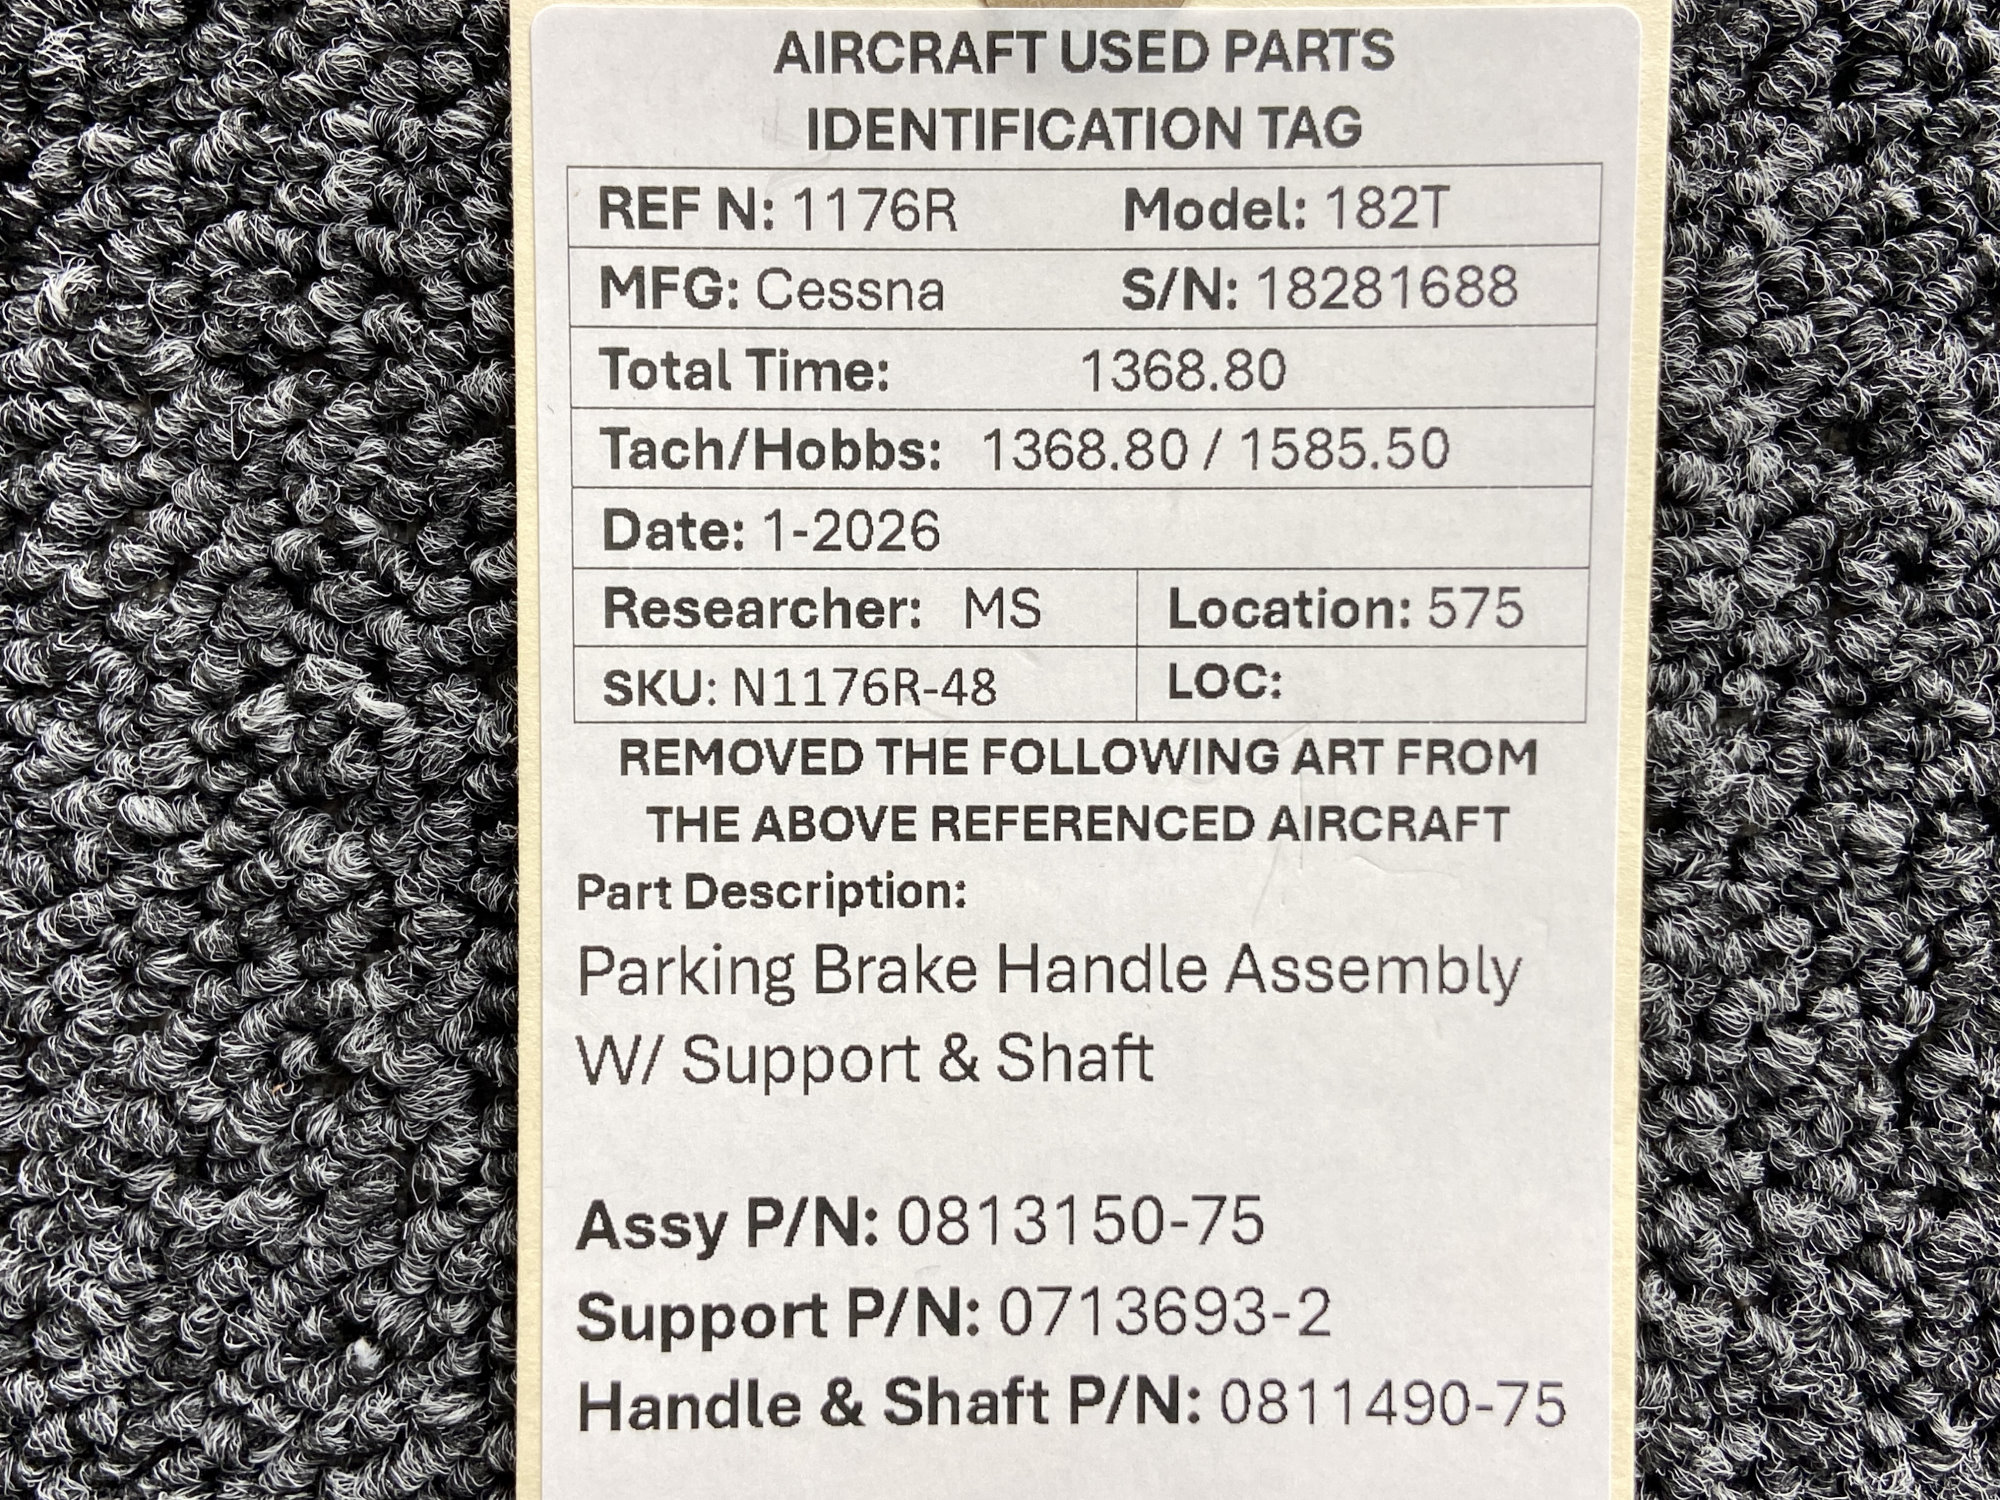 AIRCRAFT USED PARTS
IDENTIFICATION TAG
REF N: 1176R Model: 182T
MFG: Cessna S/N: 18281688
Total Time: 1368.80
Tach/Hobbs: 1368.80 / 1585.50
Date: 1-2026
Researcher: MS Location: 575
SKU: N1176R-48 LOC:
REMOVED THE FOLLOWING ART FROM
THE ABOVE REFERENCED AIRCRAFT
Part Description:
Parking Brake Handle Assembly
W/ Support & Shaft
Assy P/N: 0813150-75
Support P/N: 0713693-2
Handle & Shaft P/N: 0811490-75